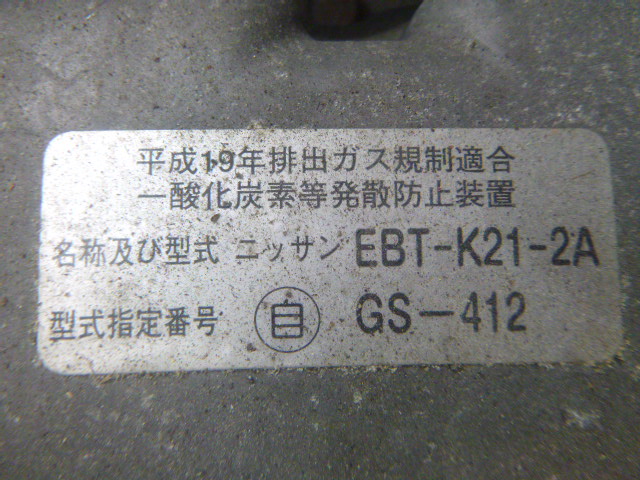 平成19年排出ガス規制適合
一酸化炭素等発散防止装置
名称及び型式 ニッサン EBT-K21-2A
型式指定番号 自 GS-412